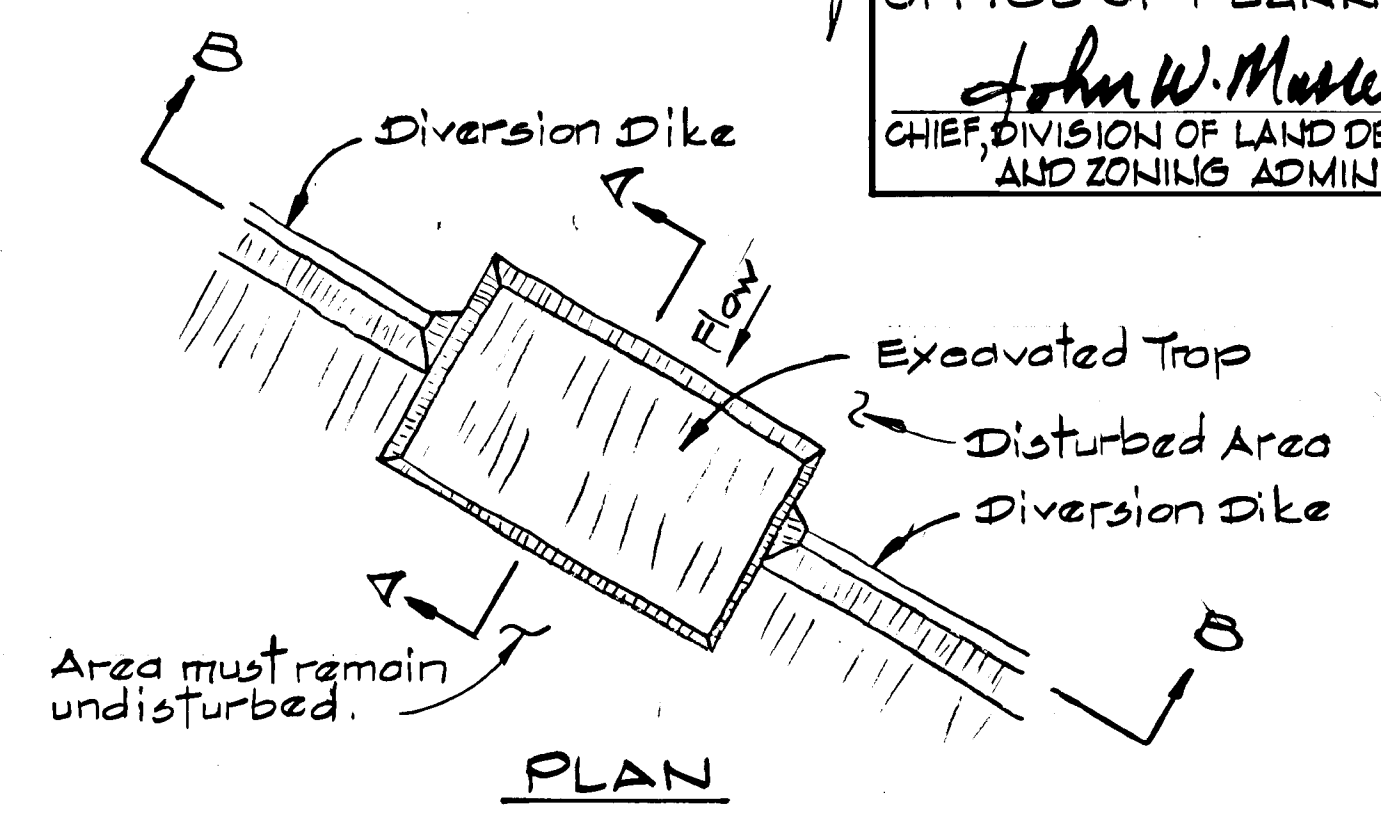 B
Diversion Dike
A
Flow
Excavated Trap
Disturbed Area
Diversion Dike
A
B
Area must remain
undisturbed.
PLAN
John W.
CHIEF, DIVISION OF LAND DE
AND ZONING ADMIN